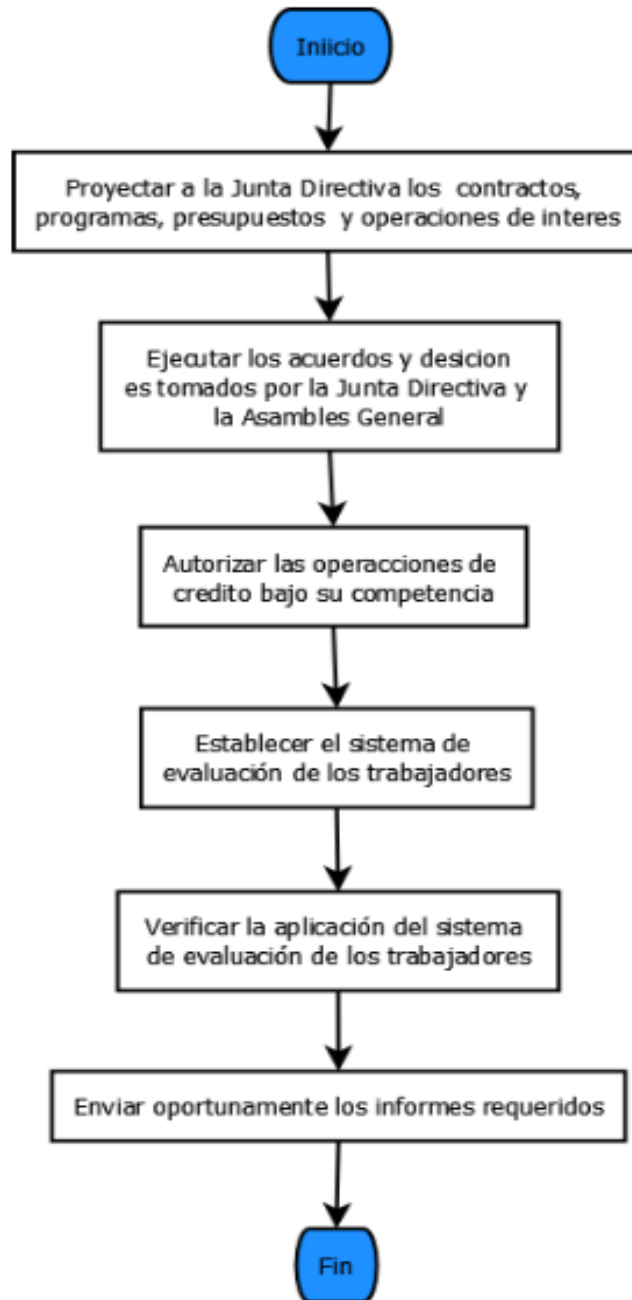 Iniicio
Proyectar a la Junta Directiva los contractos,
programas, presupuestos y operaciones de interes
Ejecutar los acuerdos y desicion
es tomados por la Junta Directiva y
la Asambles General
Autorizar las operacciones de
credito bajo su competencia
Establecer el sistema de
evaluación de los trabajadores
Verificar la aplicación del sistema
de evaluación de los trabajadores
Enviar oportunamente los informes requeridos
Fin